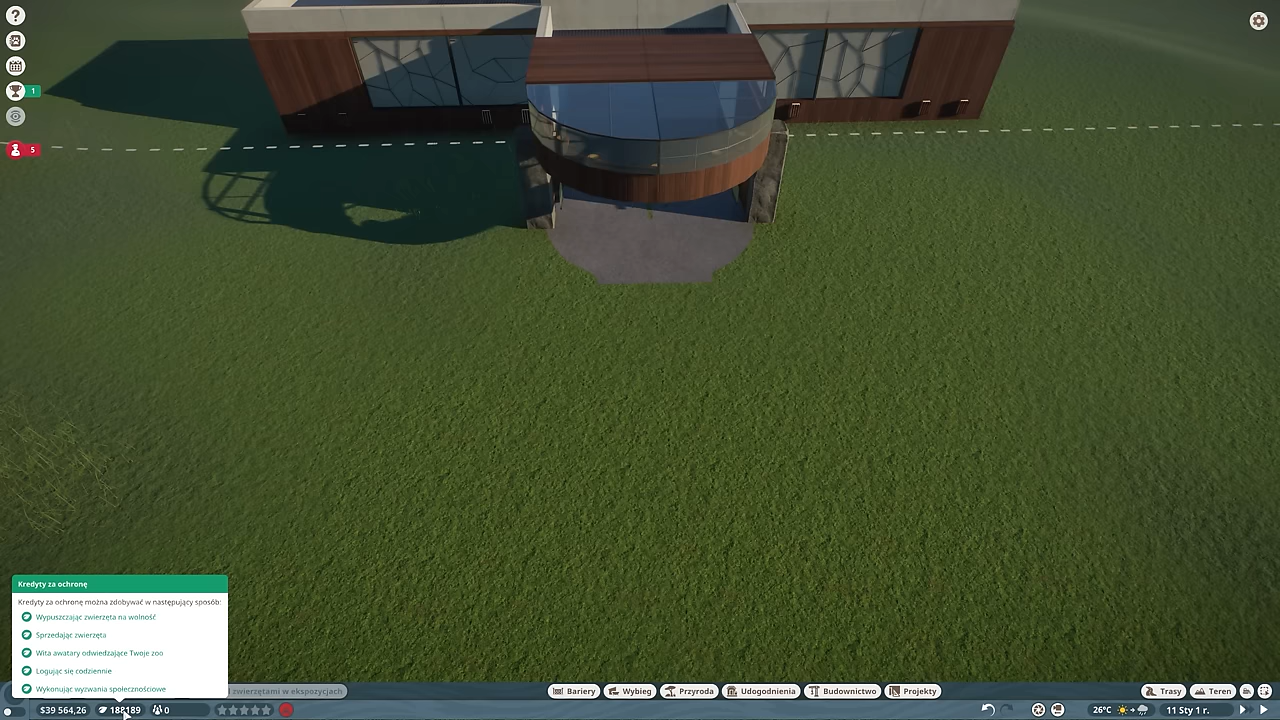 ?
1
5
Kredyty za ochronę
Kredyty za ochronę można zdobywać w następujący sposób:
Wypuszczając zwierzęta na wolność
Sprzedając zwierzęta
Wita awatary odwiedzające Twoje zoo
Logując się codziennie
Wykonując wyzwania społecznościowe
zwierzętami w ekspozycjach
Bariery
Wybieg
Przyroda
Udogodnienia
Budownictwo
Projekty
Trasy
Teren
$39 564,26
0
26°C
11 Sty 1 r.